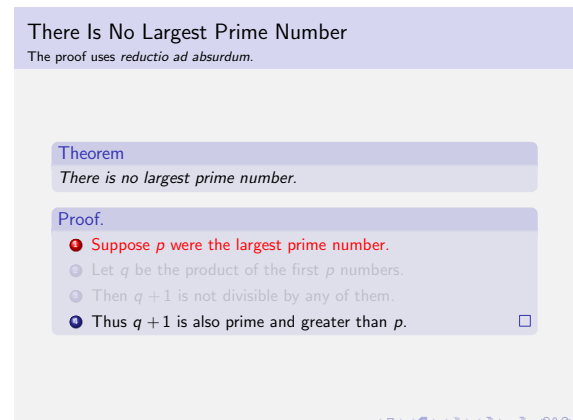 There Is No Largest Prime Number
The proof uses reductio ad absurdum.
Theorem
There is no largest prime number.
Proof.
1 Suppose p were the largest prime number.
2 Let q be the product of the first p numbers.
3 Then q + 1 is not divisible by any of them.
4 Thus q + 1 is also prime and greater than p. □